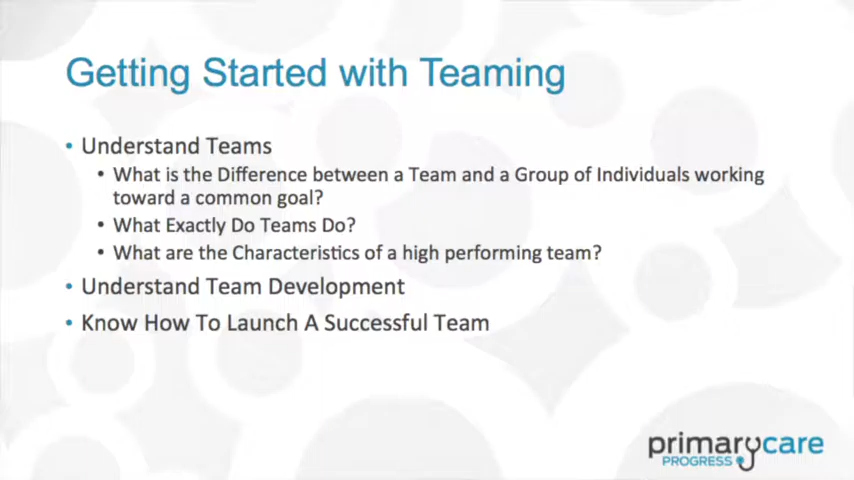 Getting Started with Teaming
• Understand Teams
• What is the Difference between a Team and a Group of Individuals working
toward a common goal?
• What Exactly Do Teams Do?
• What are the Characteristics of a high performing team?
• Understand Team Development
• Know How To Launch A Successful Team
primarycare
PROGRESS